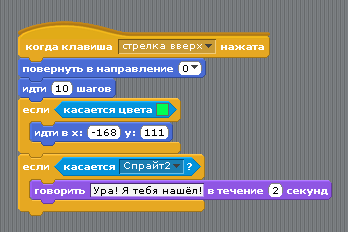 когда клавиша стрелка вверх нажата
повернуть в направление 0
идти 10 шагов
если касается цвета
идти в x: -168 y: 111
если касается Спрайт2 ?
говорить Ура! Я тебя нашёл! в течение 2 секунд